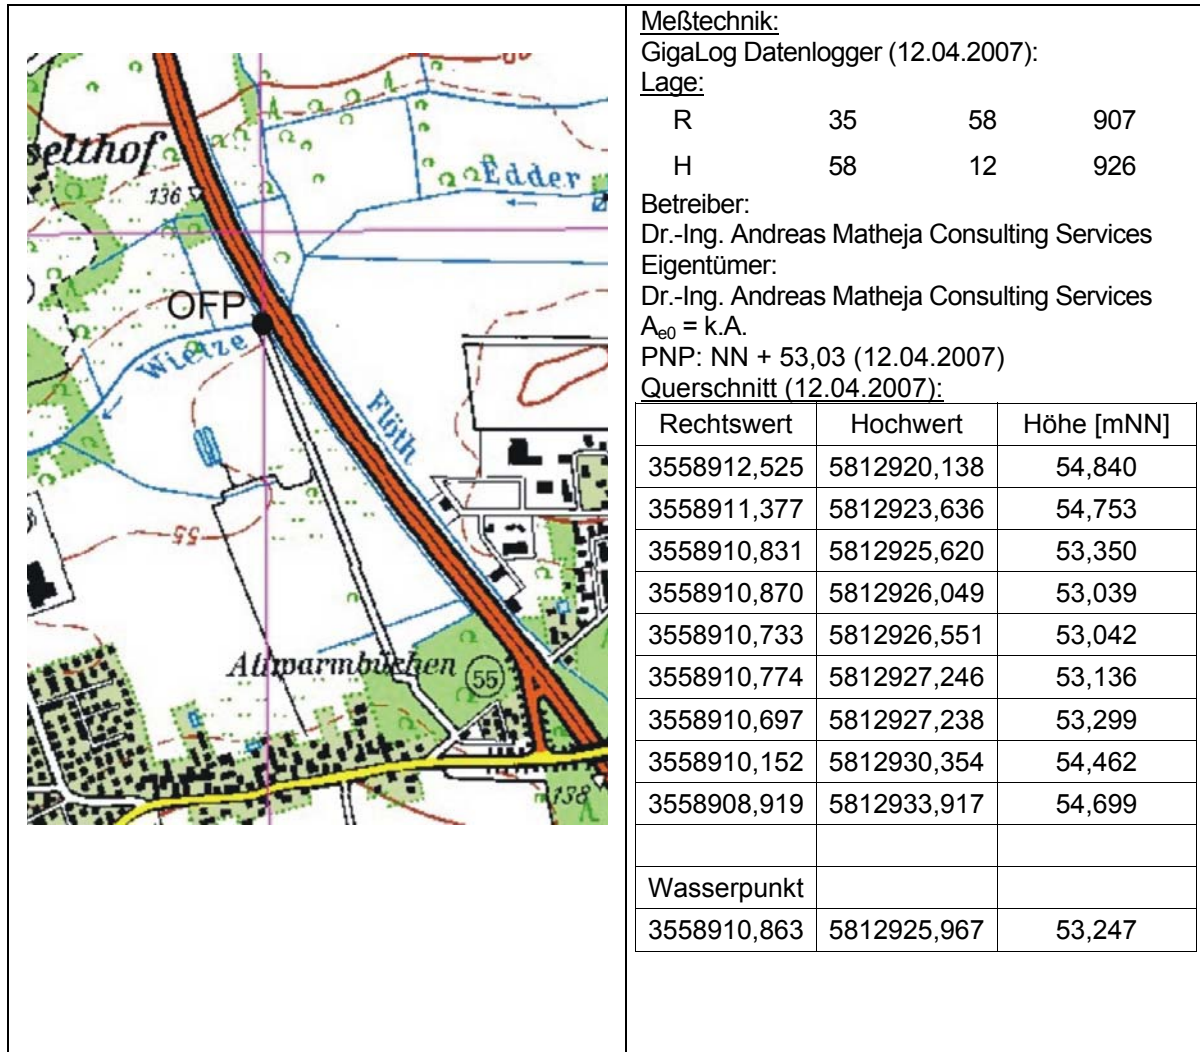 selthof
136
Edder
OFP
Wietze
Flöth
55
Altwarmbüchen
55
138
Meßtechnik:
GigaLog Datenlogger (12.04.2007):
Lage:
R 35 58 907
H 58 12 926
Betreiber:
Dr.-Ing. Andreas Matheja Consulting Services
Eigentümer:
Dr.-Ing. Andreas Matheja Consulting Services
Ae0 = k.A.
PNP: NN + 53,03 (12.04.2007)
Querschnitt (12.04.2007):
Rechtswert Hochwert Höhe [mNN]
3558912,525 5812920,138 54,840
3558911,377 5812923,636 54,753
3558910,831 5812925,620 53,350
3558910,870 5812926,049 53,039
3558910,733 5812926,551 53,042
3558910,774 5812927,246 53,136
3558910,697 5812927,238 53,299
3558910,152 5812930,354 54,462
3558908,919 5812933,917 54,699
Wasserpunkt
3558910,863 5812925,967 53,247